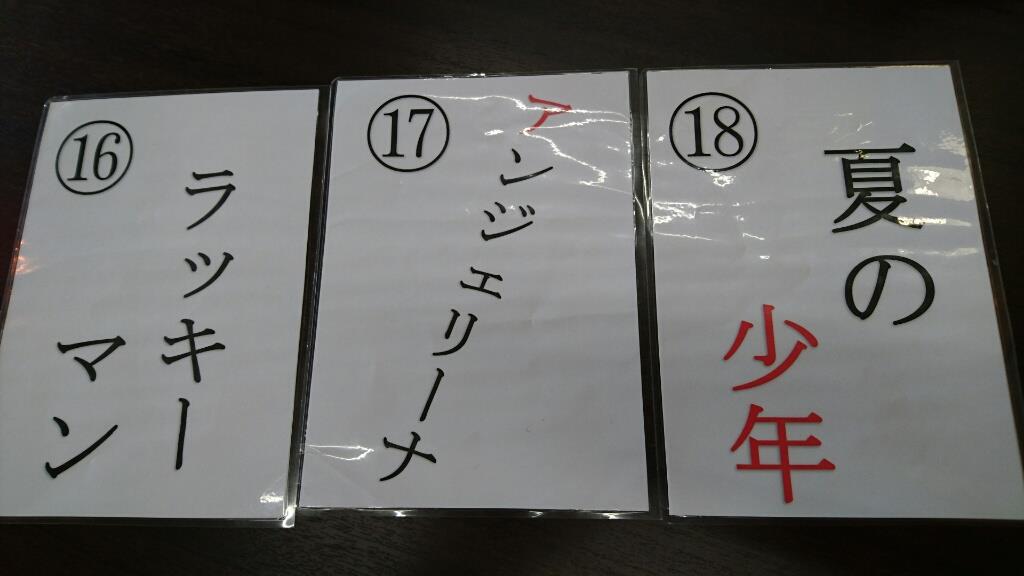 ⑯
ラッキー
マン
⑰
アンジェリーナ
⑱
夏の
少年